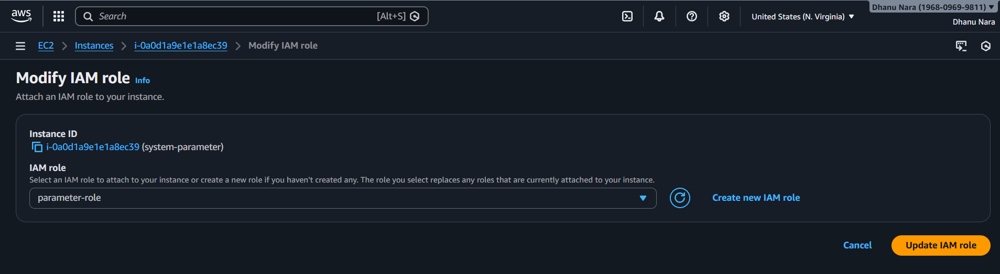 aws
Search [Alt+S]
United States (N. Virginia)
Dhanu Nara (1968-0969-9811)
Dhanu Nara
EC2 Instances i-0a0d1a9e1e1a8ec39 Modify IAM role
Modify IAM role Info
Attach an IAM role to your instance.
Instance ID
i-0a0d1a9e1e1a8ec39 (system-parameter)
IAM role
Select an IAM role to attach to your instance or create a new role if you haven't created any. The role you select replaces any roles that are currently attached to your instance.
parameter-role
Create new IAM role
Cancel Update IAM role